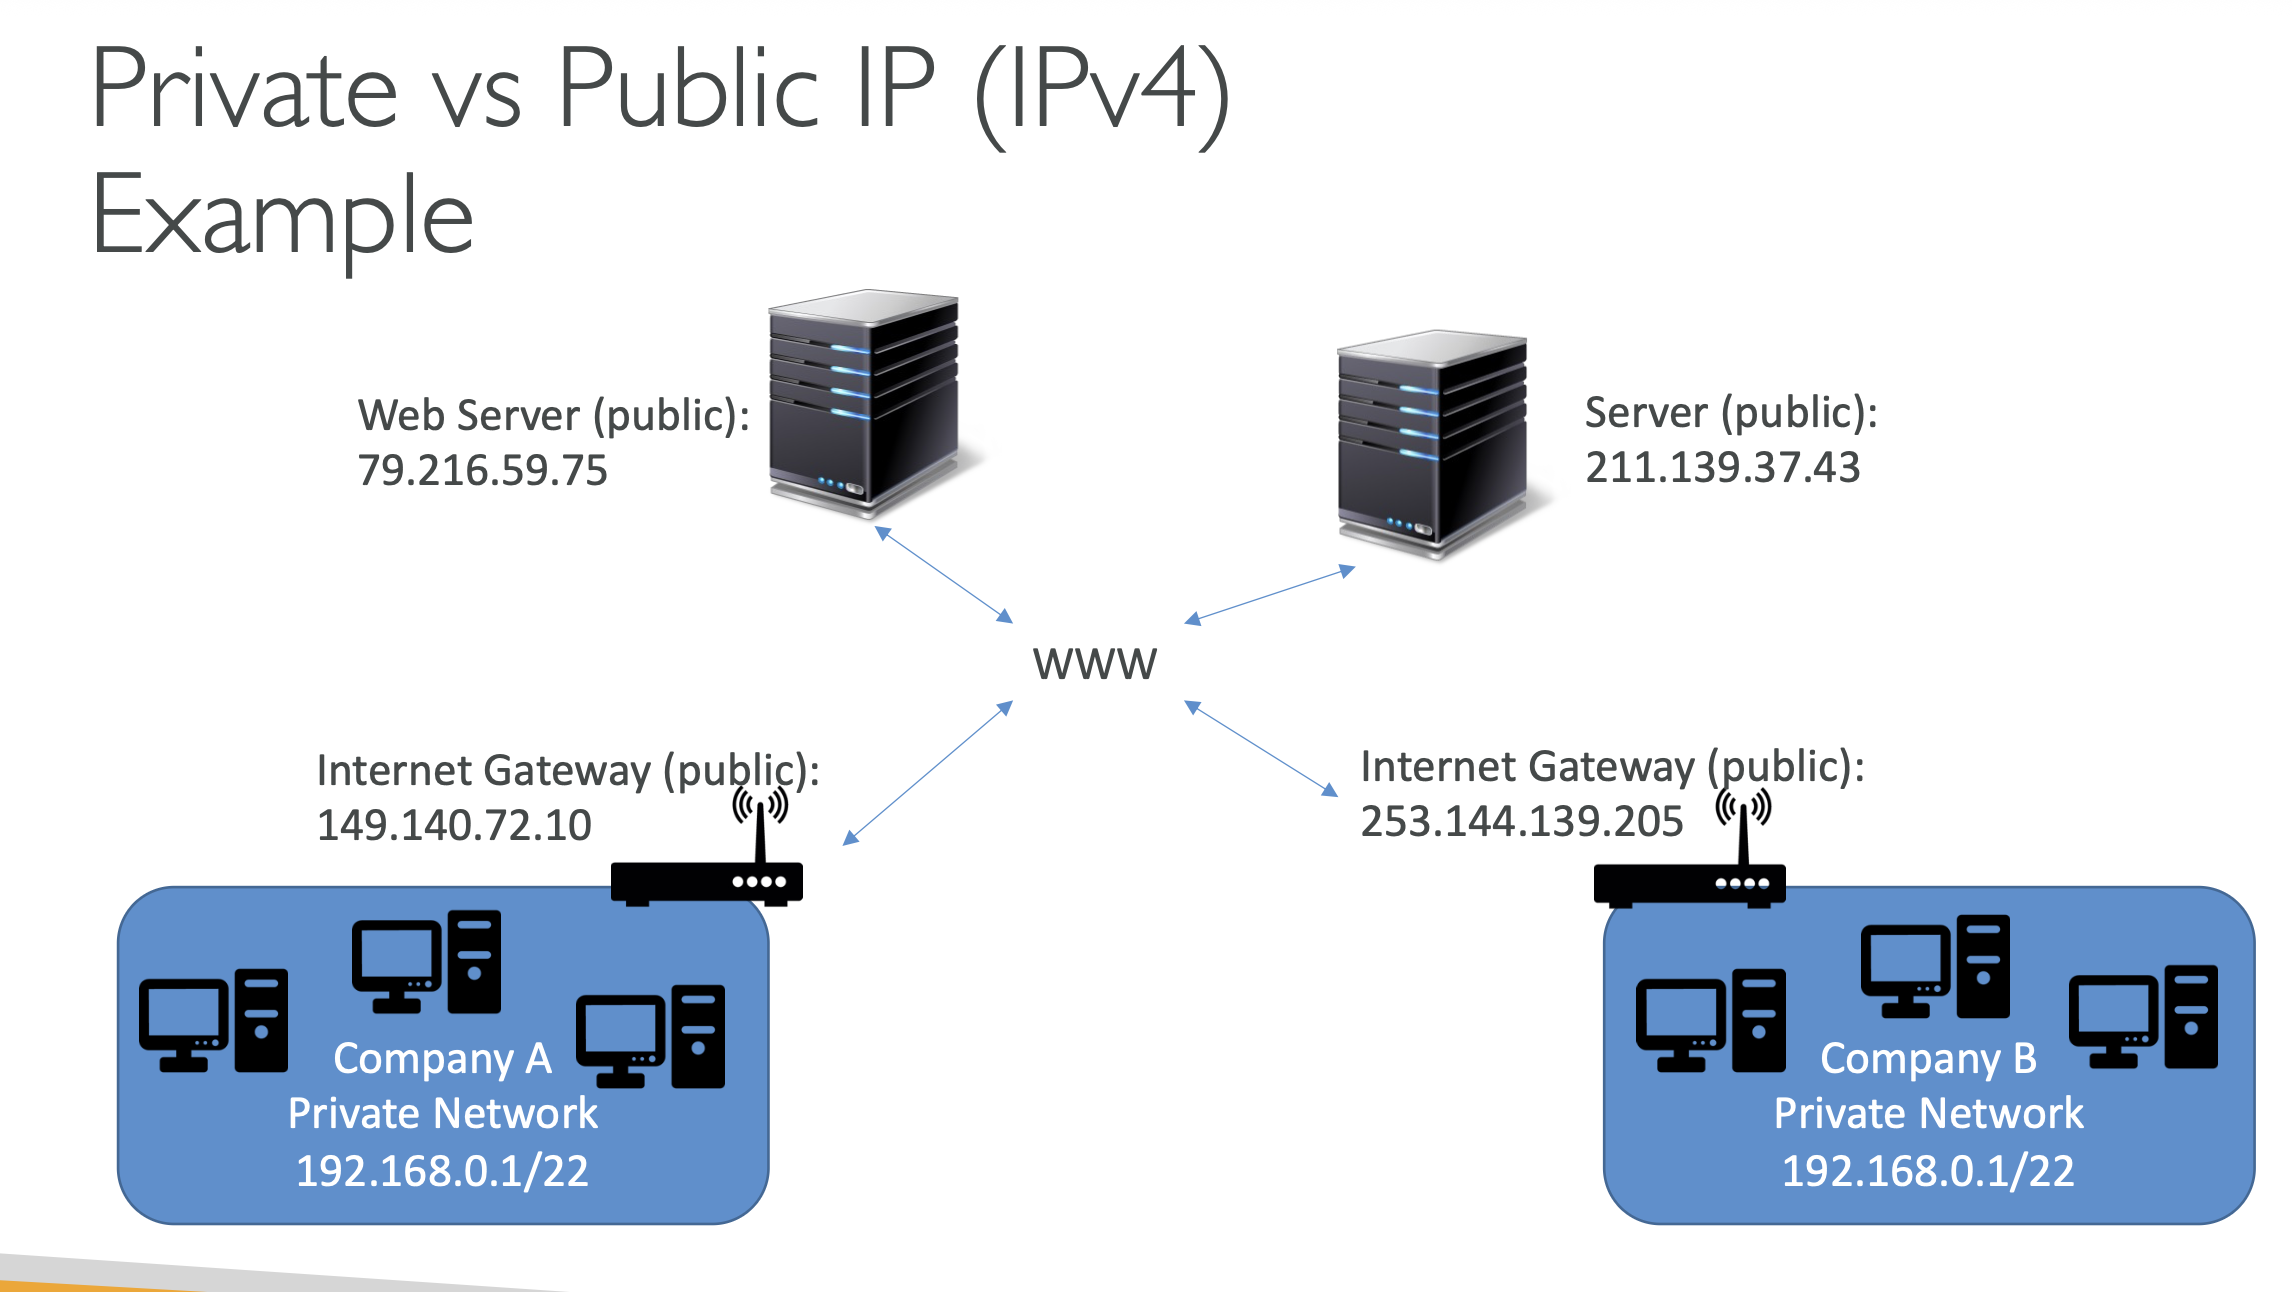 Private vs Public IP (IPv4)
Example
Web Server (public):
79.216.59.75
Server (public):
211.139.37.43
WWW
Internet Gateway (public):
149.140.72.10
Internet Gateway (public):
253.144.139.205
Company A
Private Network
192.168.0.1/22
Company B
Private Network
192.168.0.1/22